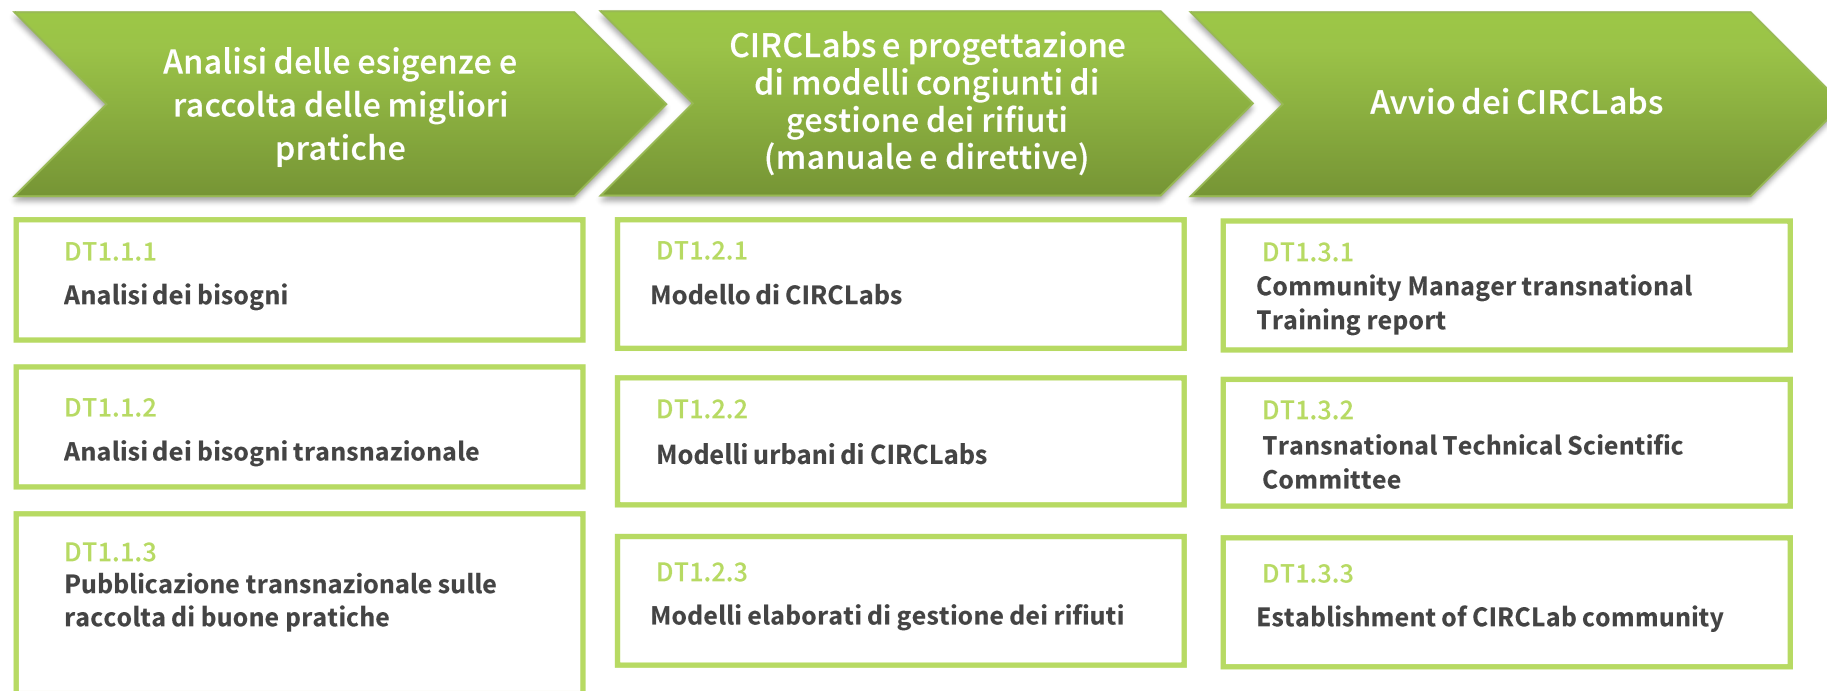 Analisi delle esigenze e
raccolta delle migliori
pratiche
CIRCLabs e progettazione
di modelli congiunti di
gestione dei rifiuti
(manuale e direttive)
Avvio dei CIRCLabs
DT1.1.1
Analisi dei bisogni
DT1.1.2
Analisi dei bisogni transnazionale
DT1.1.3
Pubblicazione transnazionale sulle
raccolta di buone pratiche
DT1.2.1
Modello di CIRCLabs
DT1.2.2
Modelli urbani di CIRCLabs
DT1.2.3
Modelli elaborati di gestione dei rifiuti
DT1.3.1
Community Manager transnational
Training report
DT1.3.2
Transnational Technical Scientific
Committee
DT1.3.3
Establishment of CIRCLab community